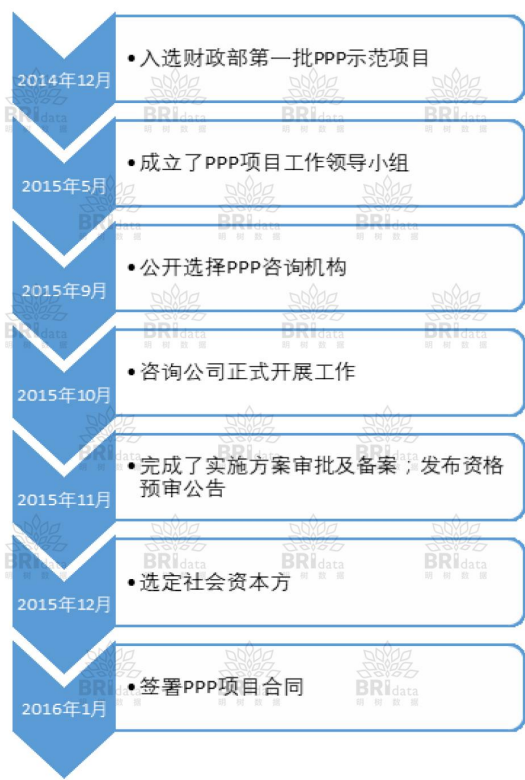 2014年12月
•入选财政部第一批PPP示范项目
2015年5月
•成立了PPP项目工作领导小组
2015年9月
•公开选择PPP咨询机构
2015年10月
•咨询公司正式开展工作
2015年11月
•完成了实施方案审批及备案；发布资格
预审公告
2015年12月
•选定社会资本方
2016年1月
•签署PPP项目合同
BRIdata
明树数据